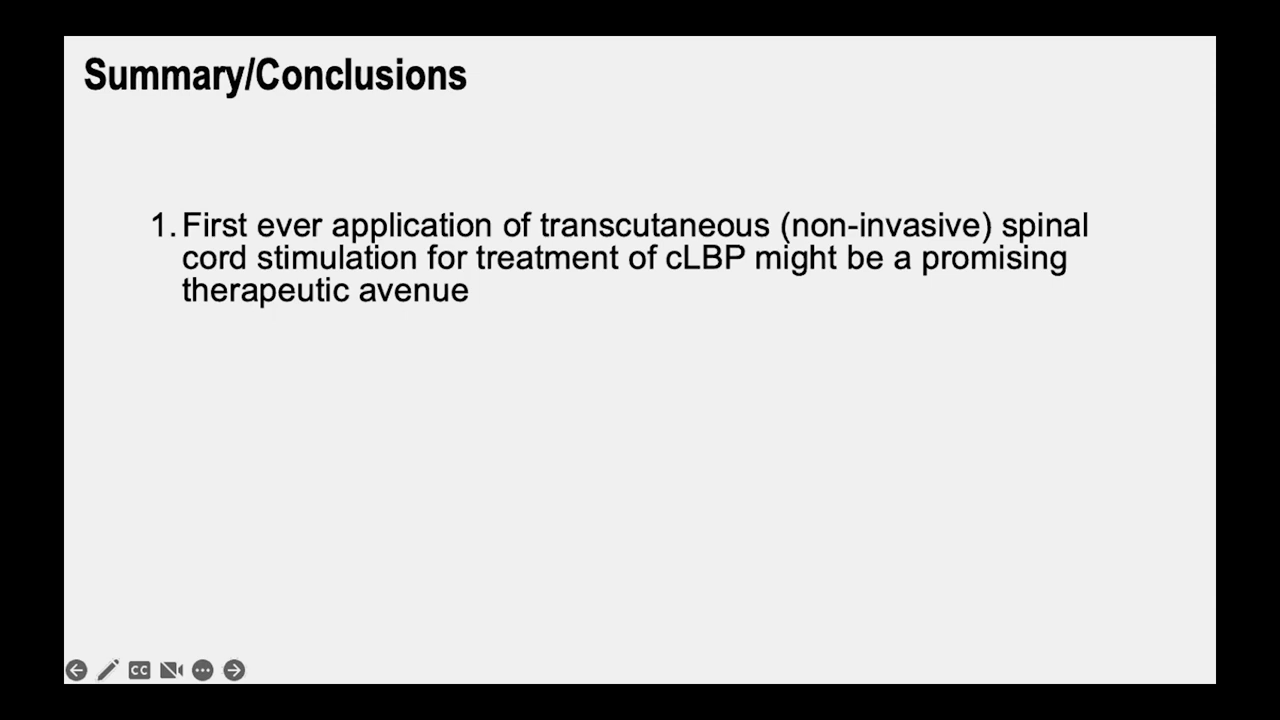 Summary/Conclusions
1. First ever application of transcutaneous (non-invasive) spinal
cord stimulation for treatment of cLBP might be a promising
therapeutic avenue
CC